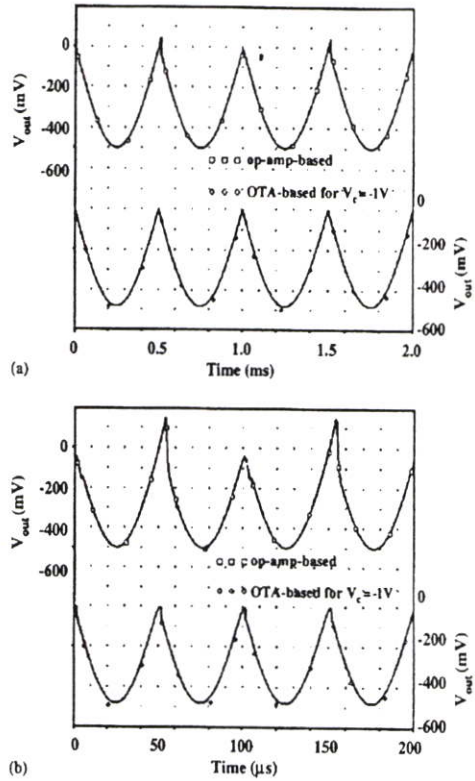 (a)
V_out (mV)
0
-200
-400
-600
□ □ □ op-amp-based
◇ ◇ ◇ OTA-based for V_c = -1V
0
-200
-400
-600
V_out (mV)
0 0.5 1.0 1.5 2.0
Time (ms)
(b)
V_out (mV)
0
-200
-400
-600
□ □ □ op-amp-based
◇ ◇ ◇ OTA-based for V_c = -1V
0
-200
-400
-600
V_out (mV)
0 50 100 150 200
Time (µs)